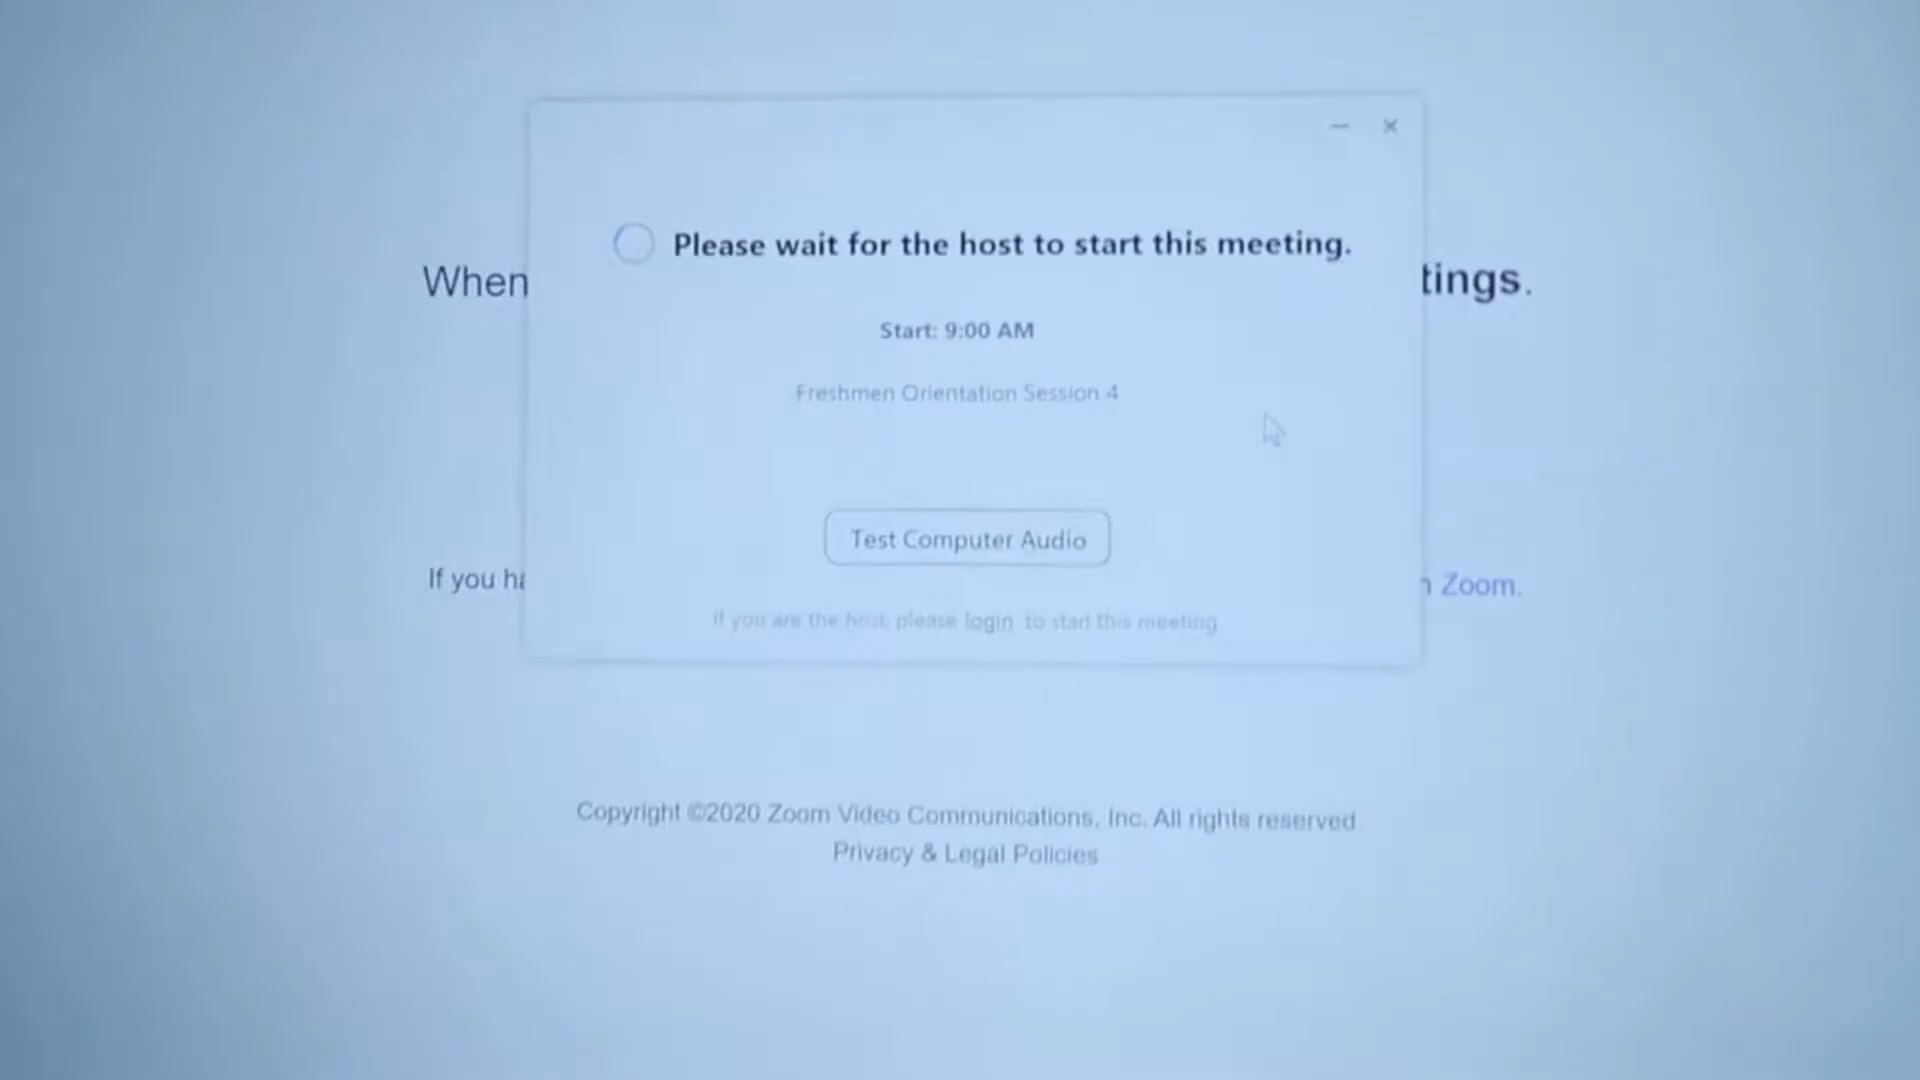 Please wait for the host to start this meeting.
When
tings.
Start: 9:00 AM
Freshmen Orientation Session 4
Test Computer Audio
If you ha
n Zoom.
If you are the host, please login to start this meeting
Copyright ©2020 Zoom Video Communications, Inc. All rights reserved.
Privacy & Legal Policies